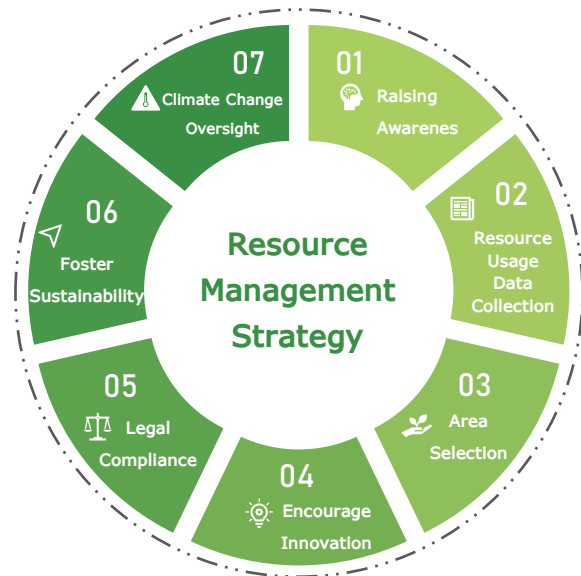 Resource
Management
Strategy
01
Raising
Awarenes
02
Resource
Usage
Data
Collection
03
Area
Selection
04
Encourage
Innovation
05
Legal
Compliance
06
Foster
Sustainability
07
Climate Change
Oversight